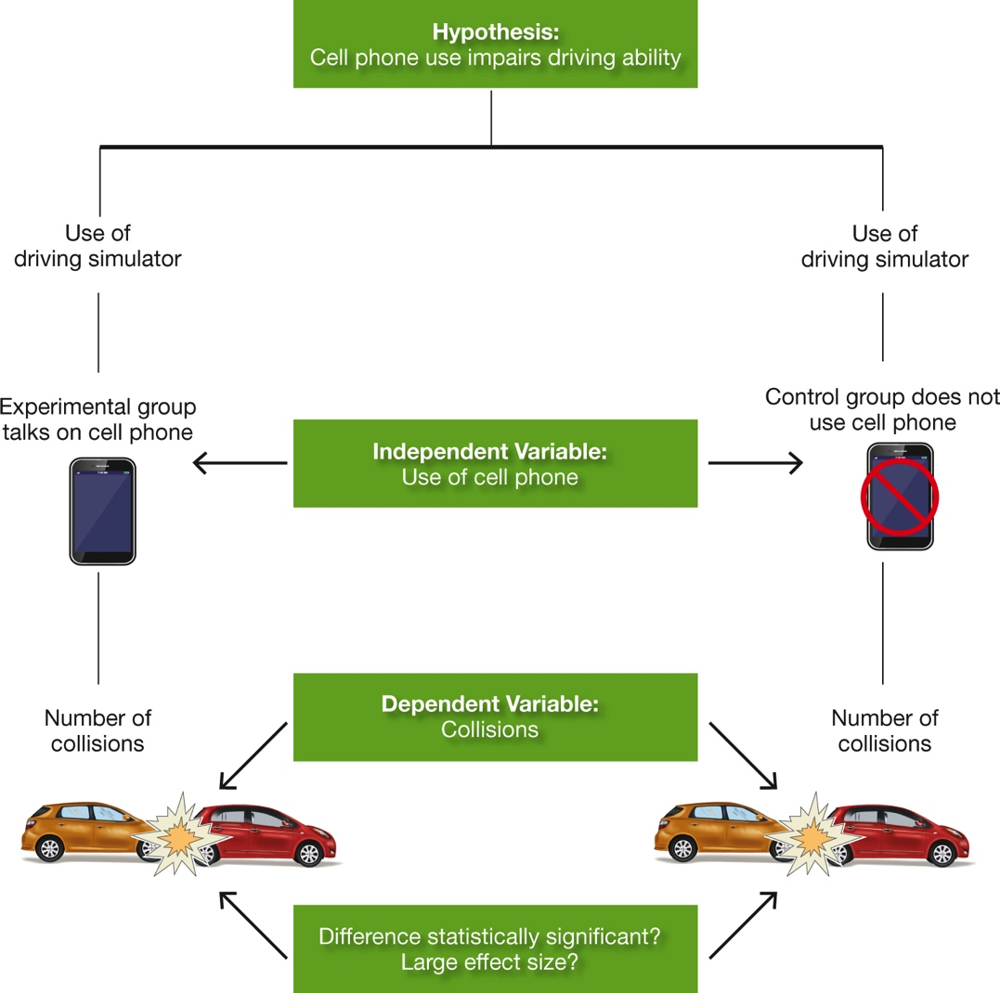 Hypothesis:
Cell phone use impairs driving ability
Use of
driving simulator
Use of
driving simulator
Experimental group
talks on cell phone
Independent Variable:
Use of cell phone
Control group does not
use cell phone
Number of
collisions
Dependent Variable:
Collisions
Number of
collisions
Difference statistically significant?
Large effect size?